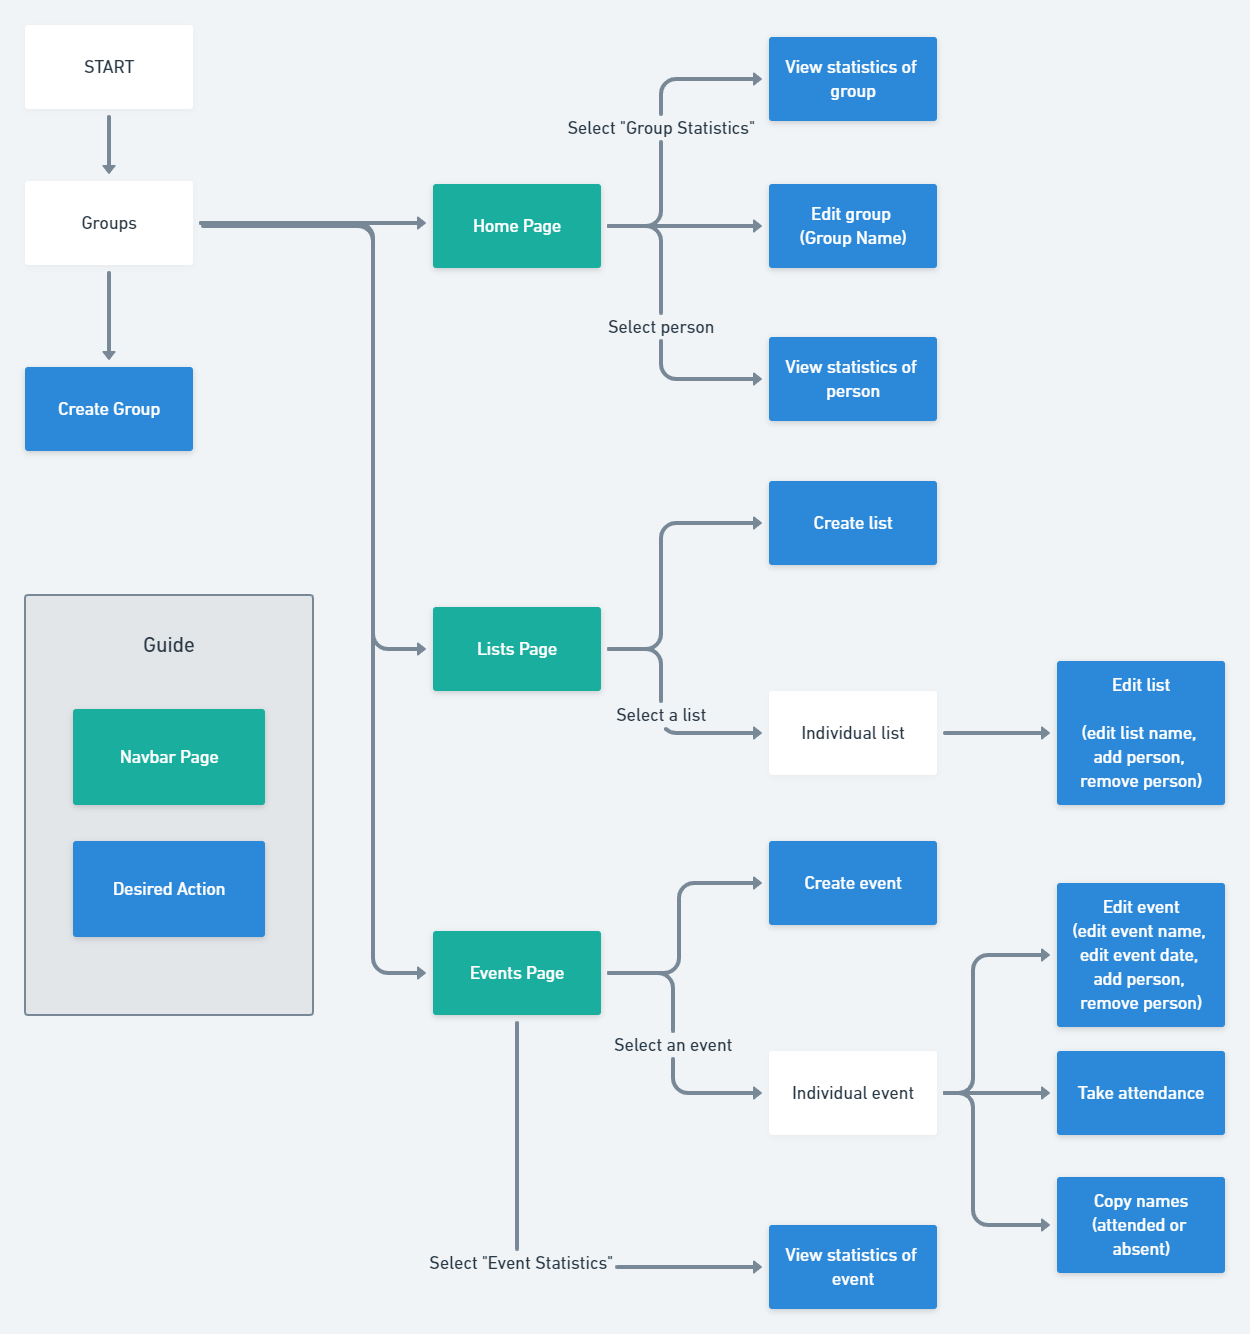 START
Groups
Create Group
Home Page
Select "Group Statistics"
View statistics of
group
Edit group
(Group Name)
Select person
View statistics of
person
Lists Page
Create list
Select a list
Individual list
Edit list
(edit list name,
add person,
remove person)
Events Page
Create event
Select an event
Individual event
Edit event
(edit event name,
edit event date,
add person,
remove person)
Take attendance
Copy names
(attended or
absent)
Select "Event Statistics"
View statistics of
event
Guide
Navbar Page
Desired Action